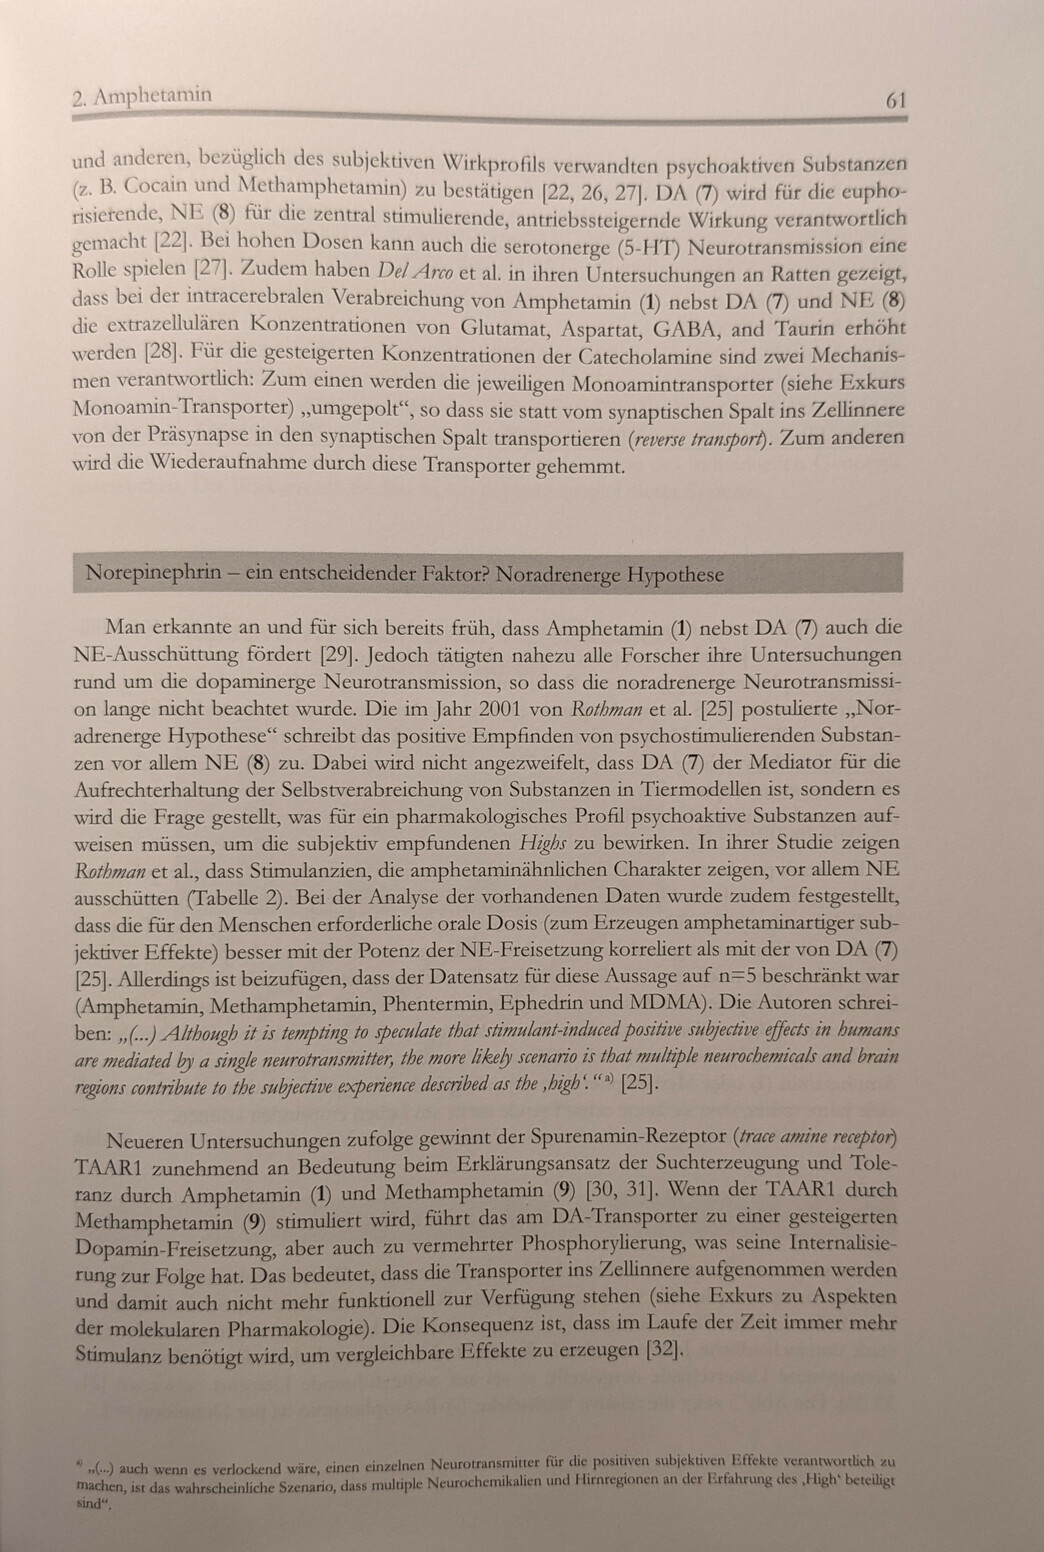 2. Amphetamin
61
und anderen, bezüglich des subjektiven Wirkprofils verwandten psychoaktiven Substanzen
(z. B. Cocain und Methamphetamin) zu bestätigen [22, 26, 27]. DA (7) wird für die eupho-
risierende, NE (8) für die zentral stimulierende, antriebssteigernde Wirkung verantwortlich
gemacht [22]. Bei hohen Dosen kann auch die serotonerge (5-HT) Neurotransmission eine
Rolle spielen [27]. Zudem haben Del Arco et al. in ihren Untersuchungen an Ratten gezeigt,
dass bei der intracerebralen Verabreichung von Amphetamin (1) nebst DA (7) und NE (8)
die extrazellulären Konzentrationen von Glutamat, Aspartat, GABA, and Taurin erhöht
werden [28]. Für die gesteigerten Konzentrationen der Catecholamine sind zwei Mechanis-
men verantwortlich: Zum einen werden die jeweiligen Monoamintransporter (siehe Exkurs
Monoamin-Transporter) „umgepolt“, so dass sie statt vom synaptischen Spalt ins Zellinnere
von der Präsynapse in den synaptischen Spalt transportieren (reverse transport). Zum anderen
wird die Wiederaufnahme durch diese Transporter gehemmt.
Norepinephrin – ein entscheidender Faktor? Noradrenerge Hypothese
Man erkannte an und für sich bereits früh, dass Amphetamin (1) nebst DA (7) auch die
NE-Ausschüttung fördert [29]. Jedoch tätigten nahezu alle Forscher ihre Untersuchungen
rund um die dopaminerge Neurotransmission, so dass die noradrenerge Neurotransmissi-
on lange nicht beachtet wurde. Die im Jahr 2001 von Rothman et al. [25] postulierte „Nor-
adrenerge Hypothese“ schreibt das positive Empfinden von psychostimulierenden Substan-
zen vor allem NE (8) zu. Dabei wird nicht angezweifelt, dass DA (7) der Mediator für die
Aufrechterhaltung der Selbstverabreichung von Substanzen in Tiermodellen ist, sondern es
wird die Frage gestellt, was für ein pharmakologisches Profil psychoaktive Substanzen auf-
weisen müssen, um die subjektiv empfundenen Highs zu bewirken. In ihrer Studie zeigen
Rothman et al., dass Stimulanzien, die amphetaminähnlichen Charakter zeigen, vor allem NE
ausschütten (Tabelle 2). Bei der Analyse der vorhandenen Daten wurde zudem festgestellt,
dass die für den Menschen erforderliche orale Dosis (zum Erzeugen amphetaminartiger sub-
jektiver Effekte) besser mit der Potenz der NE-Freisetzung korreliert als mit der von DA (7)
[25]. Allerdings ist beizufügen, dass der Datensatz für diese Aussage auf n=5 beschränkt war
(Amphetamin, Methamphetamin, Phentermin, Ephedrin und MDMA). Die Autoren schrei-
ben: „(...) Although it is tempting to speculate that stimulant-induced positive subjective effects in humans
are mediated by a single neurotransmitter, the more likely scenario is that multiple neurochemicals and brain
regions contribute to the subjective experience described as the ‚high‘. “a) [25].
Neueren Untersuchungen zufolge gewinnt der Spurenamin-Rezeptor (trace amine receptor)
TAAR1 zunehmend an Bedeutung beim Erklärungsansatz der Suchterzeugung und Tole-
ranz durch Amphetamin (1) und Methamphetamin (9) [30, 31]. Wenn der TAAR1 durch
Methamphetamin (9) stimuliert wird, führt das am DA-Transporter zu einer gesteigerten
Dopamin-Freisetzung, aber auch zu vermehrter Phosphorylierung, was seine Internalisie-
rung zur Folge hat. Das bedeutet, dass die Transporter ins Zellinnere aufgenommen werden
und damit auch nicht mehr funktionell zur Verfügung stehen (siehe Exkurs zu Aspekten
der molekularen Pharmakologie). Die Konsequenz ist, dass im Laufe der Zeit immer mehr
Stimulanz benötigt wird, um vergleichbare Effekte zu erzeugen [32].
a) „(...) auch wenn es verlockend wäre, einen einzelnen Neurotransmitter für die positiven subjektiven Effekte verantwortlich zu
machen, ist das wahrscheinliche Szenario, dass multiple Neurochemikalien und Hirnregionen an der Erfahrung des ‚High‘ beteiligt
sind“.